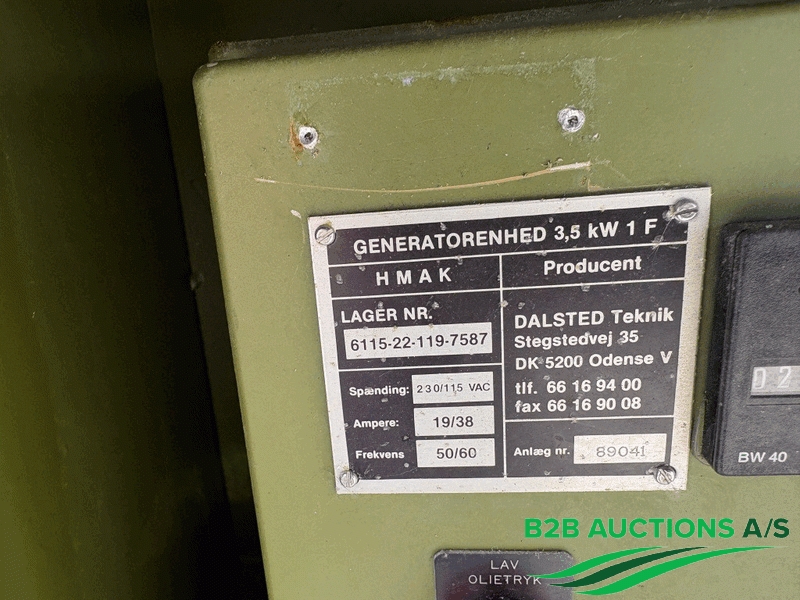 GENERATORENHED 3,5 kW 1 F
HMAK
Producent
LAGER NR.
6115-22-119-7587
DALSTED Teknik
Stegstedvej 35
DK 5200 Odense V
tlf. 66 16 94 00
fax 66 16 90 08
Spænding: 230/115 VAC
Ampere: 19/38
Frekvens 50/60
Anlæg nr. 89041
02
BW 40
B2B AUCTIONS A/S
LAV
OLIETRYK